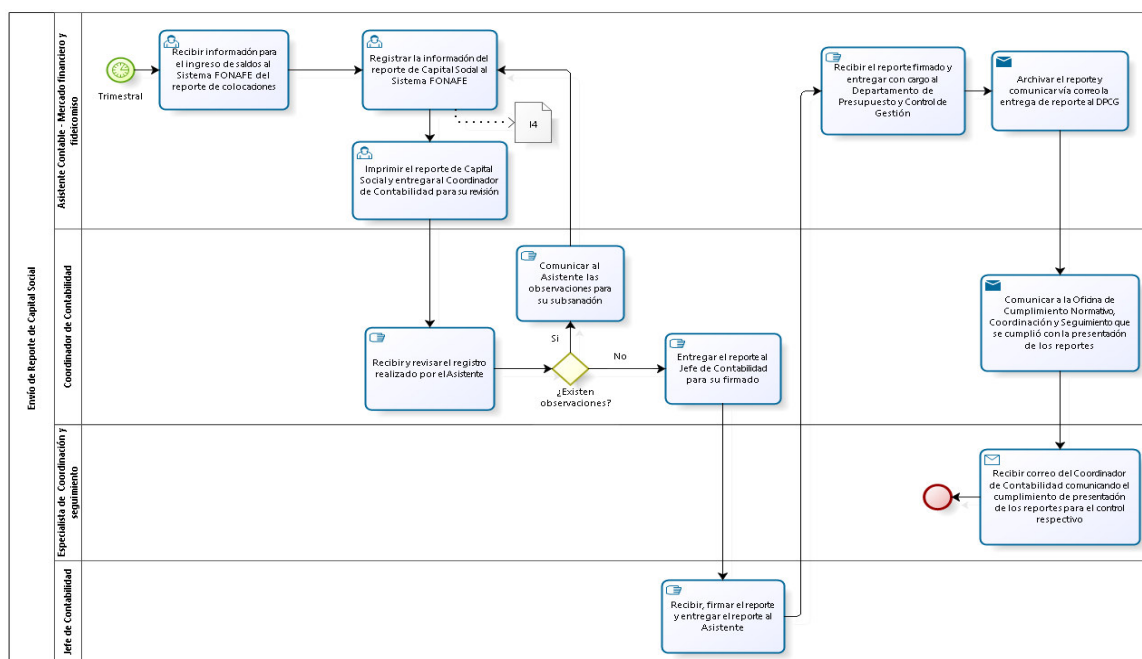 Envío de Reporte de Capital Social
Asistente Contable - Mercado financiero y
fideicomiso
Trimestral
Recibir información para
el ingreso de saldos al
Sistema FONAFE del
reporte de colocaciones
Registrar la información del
reporte de Capital Social al
Sistema FONAFE
I4
Imprimir el reporte de Capital
Social y entregar al Coordinador
de Contabilidad para su revisión
Recibir el reporte firmado y
entregar con cargo al
Departamento de
Presupuesto y Control de
Gestión
Archivar el reporte y
comunicar vía correo la
entrega de reporte al DPCG
Coordinador de Contabilidad
Comunicar al
Asistente las
observaciones para
su subsanación
Recibir y revisar el registro
realizado por el Asistente
Si
No
¿Existen
observaciones?
Entregar el reporte al
Jefe de Contabilidad
para su firmado
Comunicar a la Oficina de
Cumplimiento Normativo,
Coordinación y Seguimiento que
se cumplió con la presentación
de los reportes
Especialista de Coordinación y
seguimiento
Recibir correo del Coordinador
de Contabilidad comunicando el
cumplimiento de presentación
de los reportes para el control
respectivo
Jefe de Contabilidad
Recibir, firmar el reporte
y entregar el reporte al
Asistente